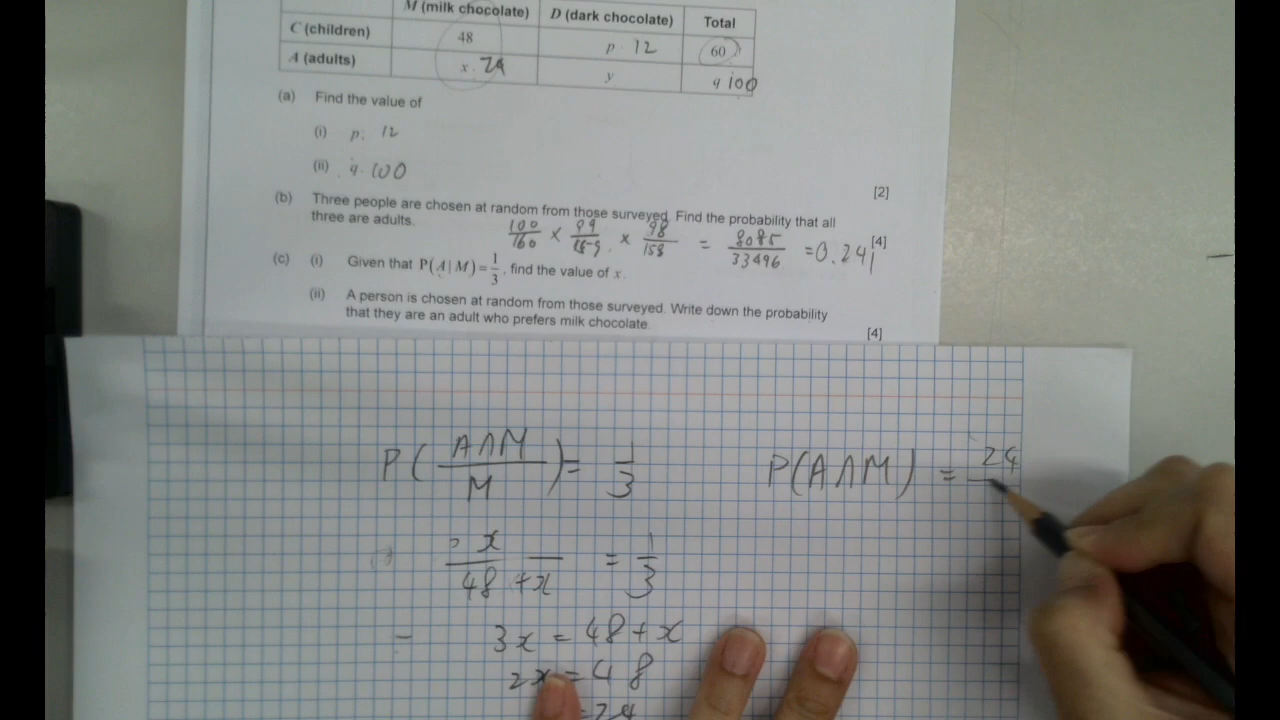 M (milk chocolate) D (dark chocolate) Total
C (children) 48 p . 12 60
A (adults) x . 24 y q 100
(a) Find the value of
(i) p. 12
(ii) q. 100
[2]
(b) Three people are chosen at random from those surveyed. Find the probability that all
three are adults. 100/160 × 99/159 × 98/158 = 8085/33496 = 0.241 [4]
(c) (i) Given that P(A|M) = 1/3, find the value of x.
(ii) A person is chosen at random from those surveyed. Write down the probability
that they are an adult who prefers milk chocolate.
[4]
P(A∩M/M) = 1/3 P(A∩M) = 24
x/48+x = 1/3
3x = 48 + x
2x = 48
= 24